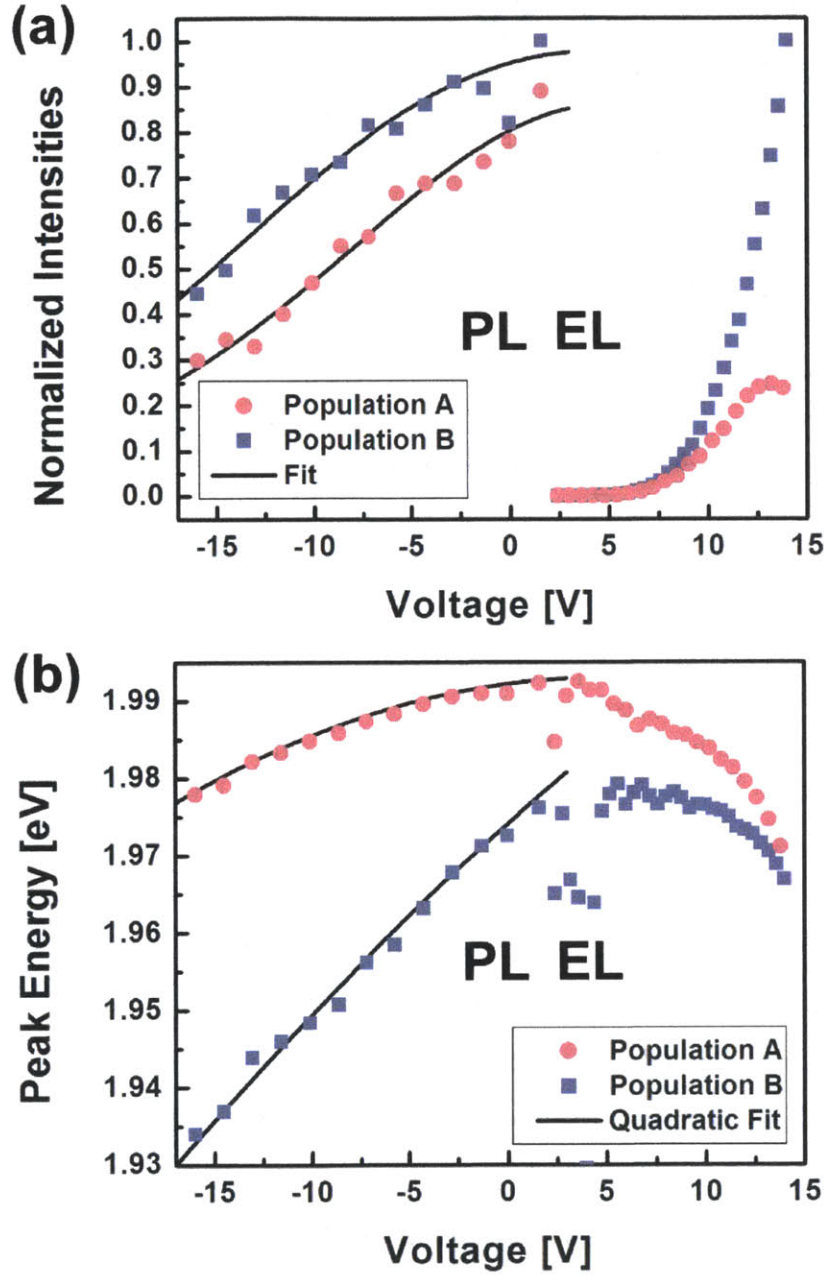 (a)
Normalized Intensities
1.0
0.9
0.8
0.7
0.6
0.5
0.4
0.3
0.2
0.1
0.0
PL EL
Population A
Population B
Fit
-15 -10 -5 0 5 10 15
Voltage [V]
(b)
Peak Energy [eV]
1.99
1.98
1.97
1.96
1.95
1.94
1.93
PL EL
Population A
Population B
Quadratic Fit
-15 -10 -5 0 5 10 15
Voltage [V]